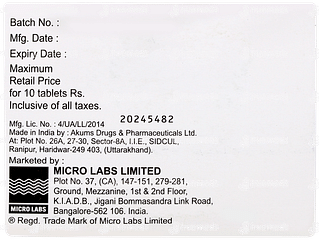 Batch No. :
Mfg. Date :
Expiry Date :
Maximum
Retail Price
for 10 tablets Rs.
Inclusive of all taxes.
20245482
Mfg. Lic. No. : 4/UA/LL/2014
Made in India by : Akums Drugs & Pharmaceuticals Ltd.
At: Plot No. 26A, 27-30, Sector-8A, I.I.E., SIDCUL,
Ranipur, Haridwar-249 403, (Uttarakhand).
Marketed by :
MICRO LABS LIMITED
Plot No. 37, (CA), 147-151, 279-281,
Ground, Mezzanine, 1st & 2nd Floor,
K.I.A.D.B., Jigani Bommasandra Link Road,
Bangalore-562 106. India.
MICRO LABS
® Regd. Trade Mark of Micro Labs Limited